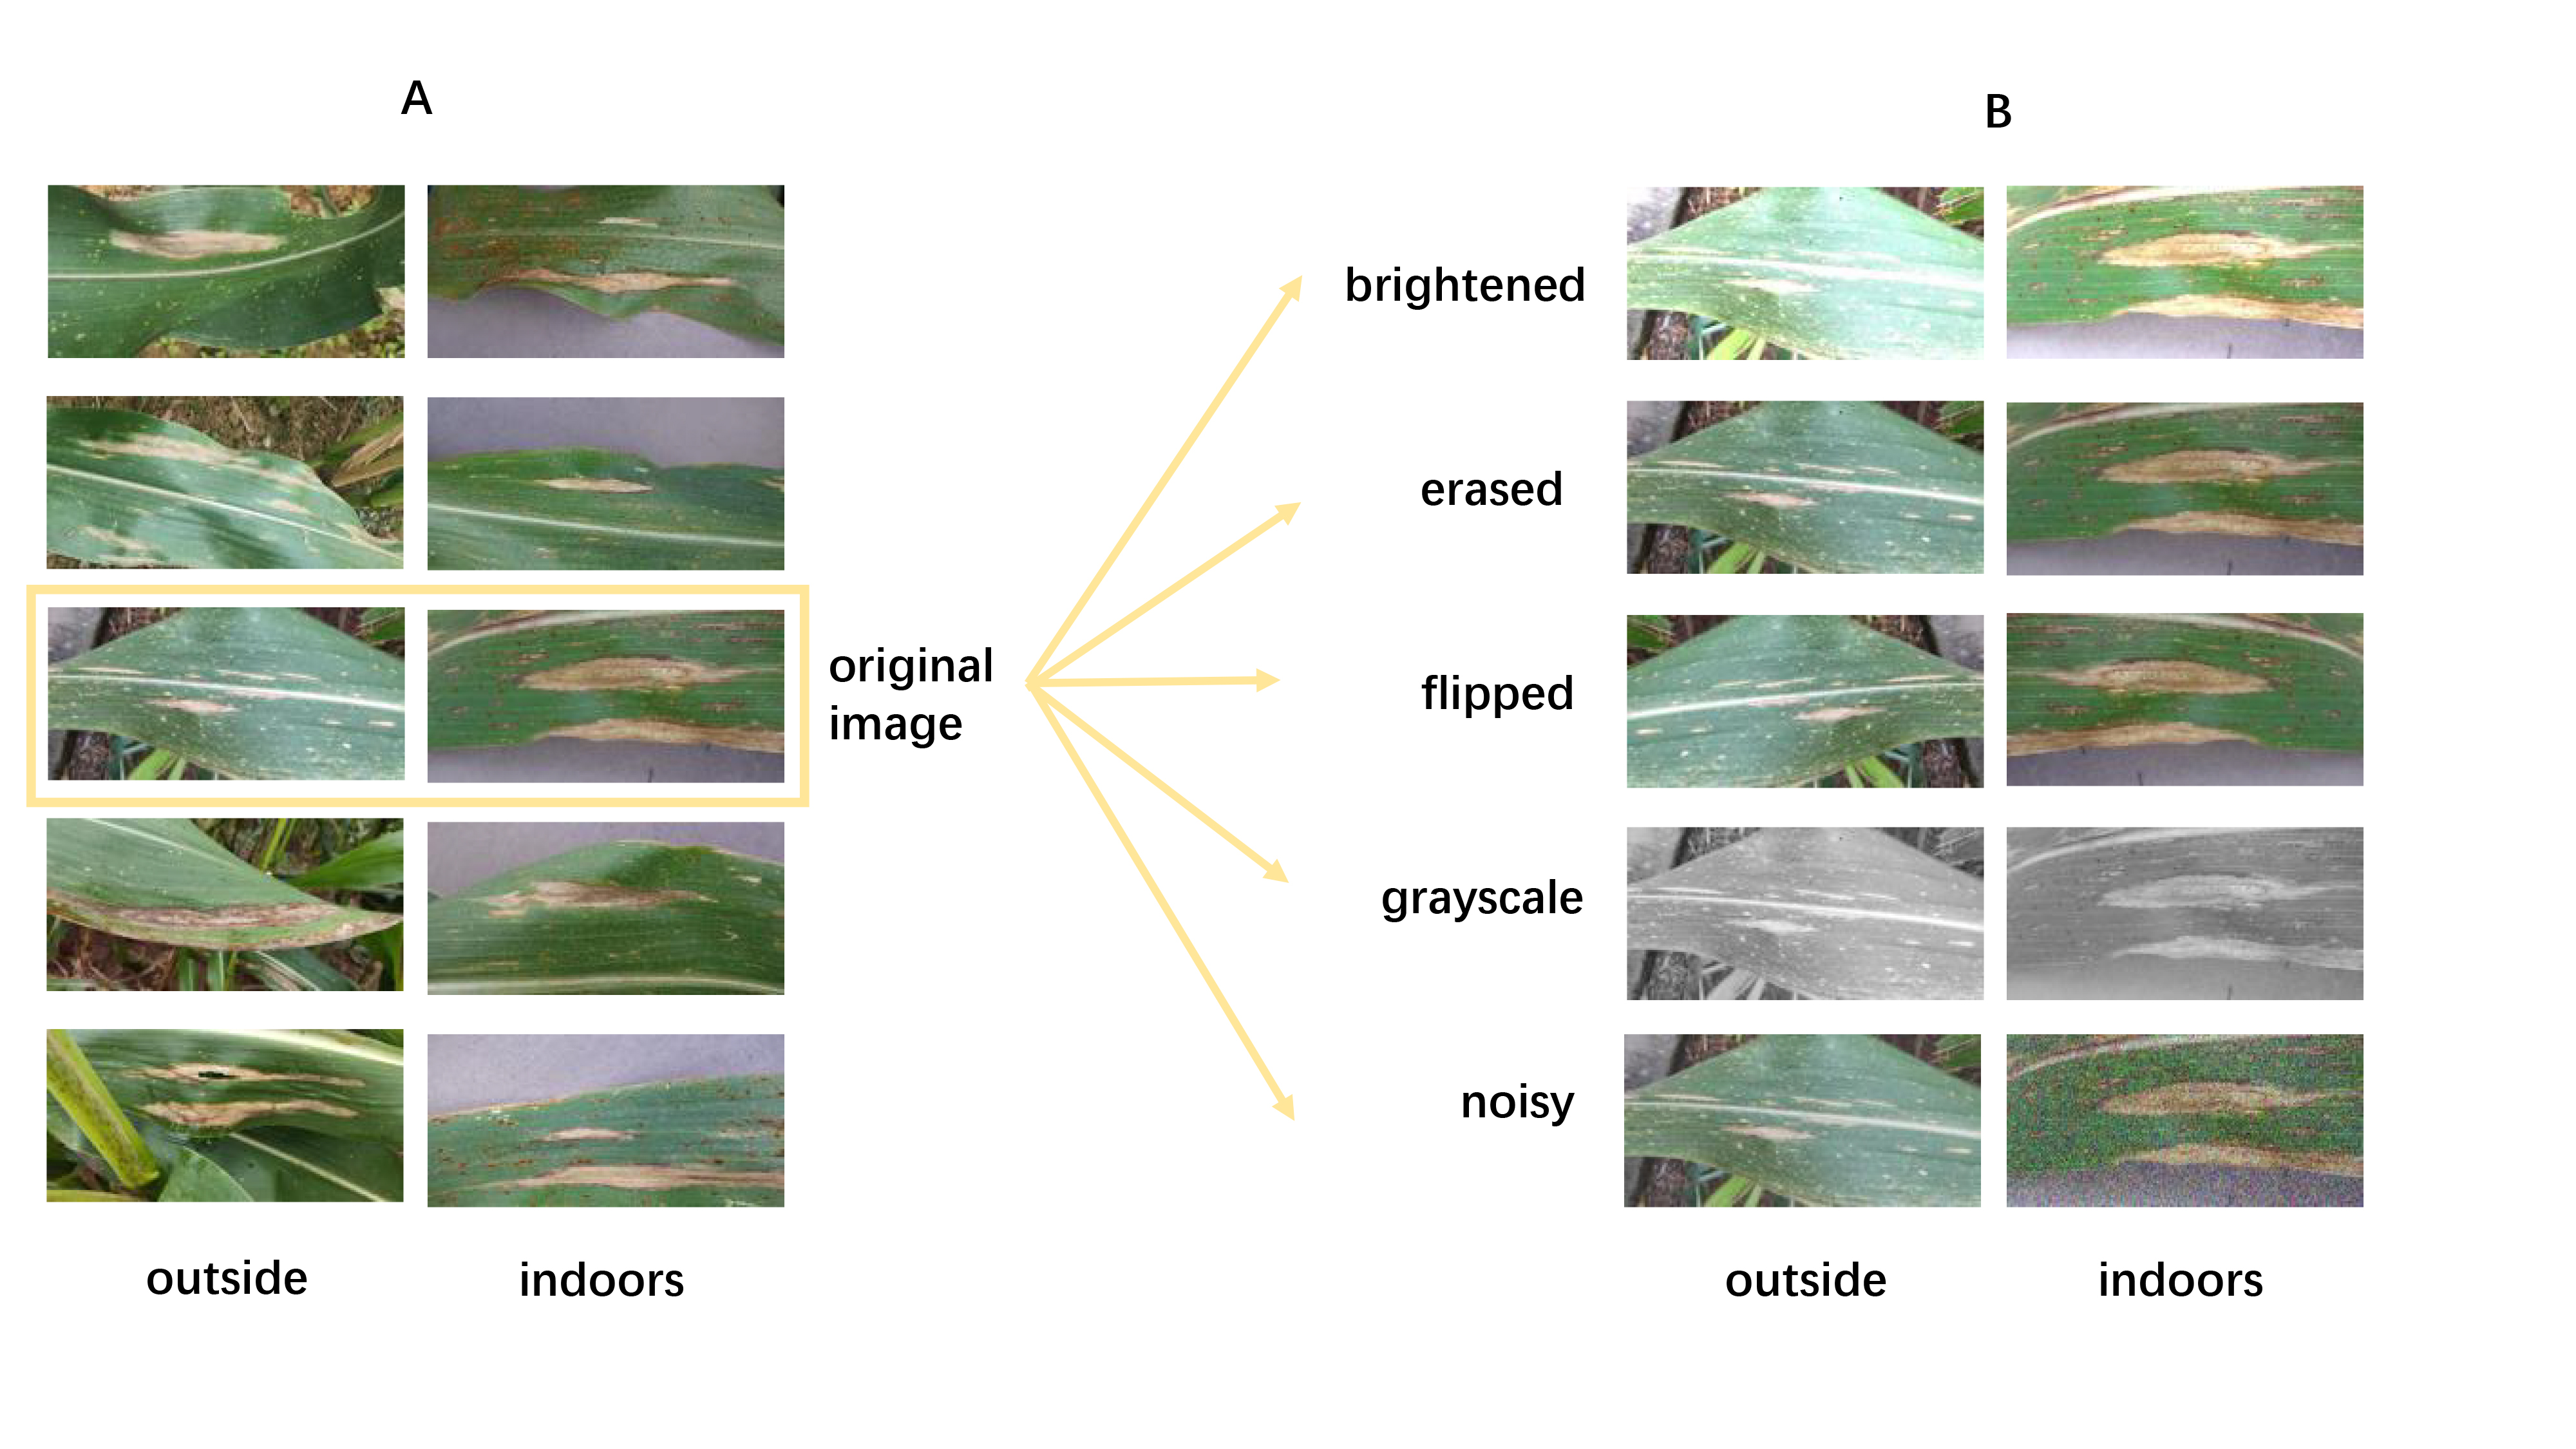 A
B
brightened
erased
flipped
original
image
grayscale
noisy
outside
indoors
outside
indoors